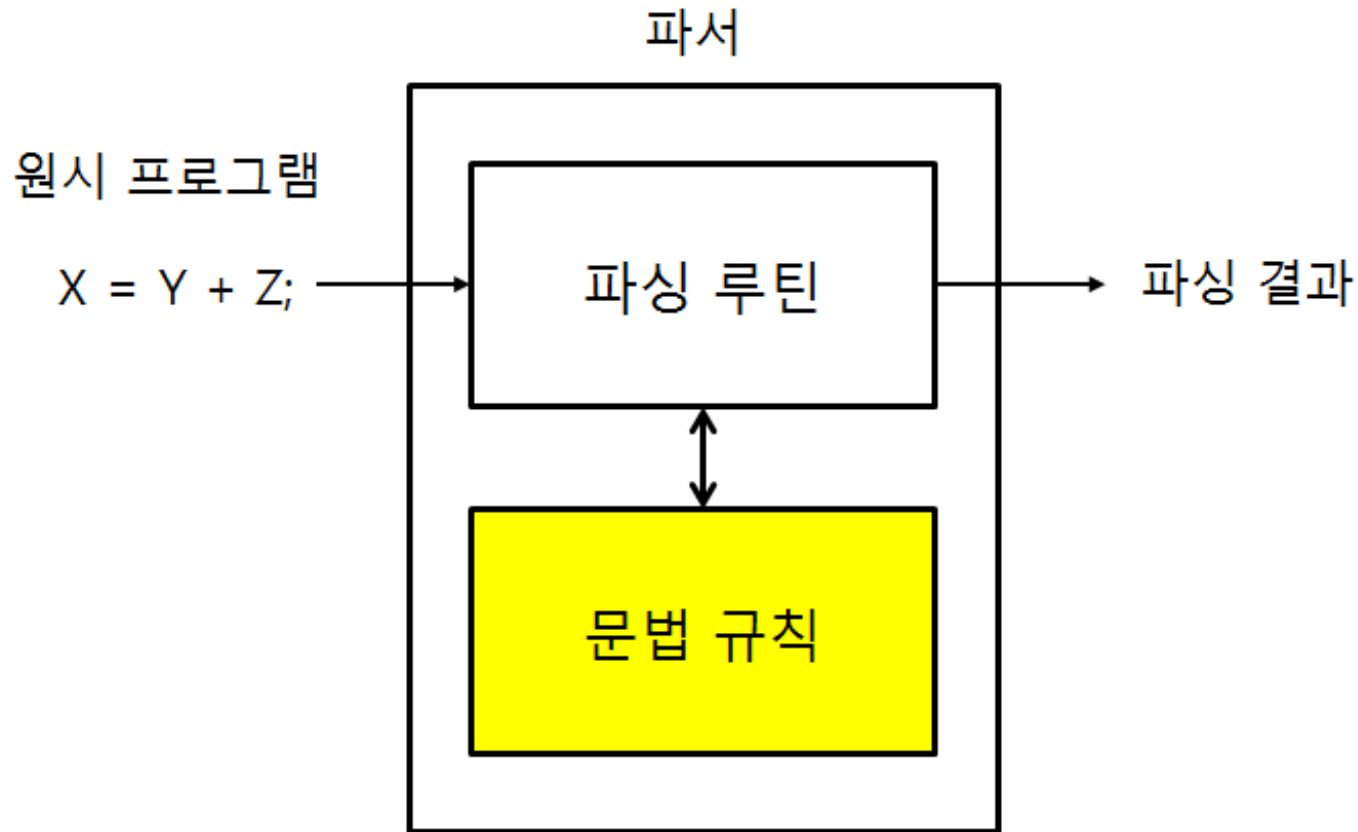 파서
원시 프로그램
X = Y + Z;
파싱 루틴
파싱 결과
문법 규칙